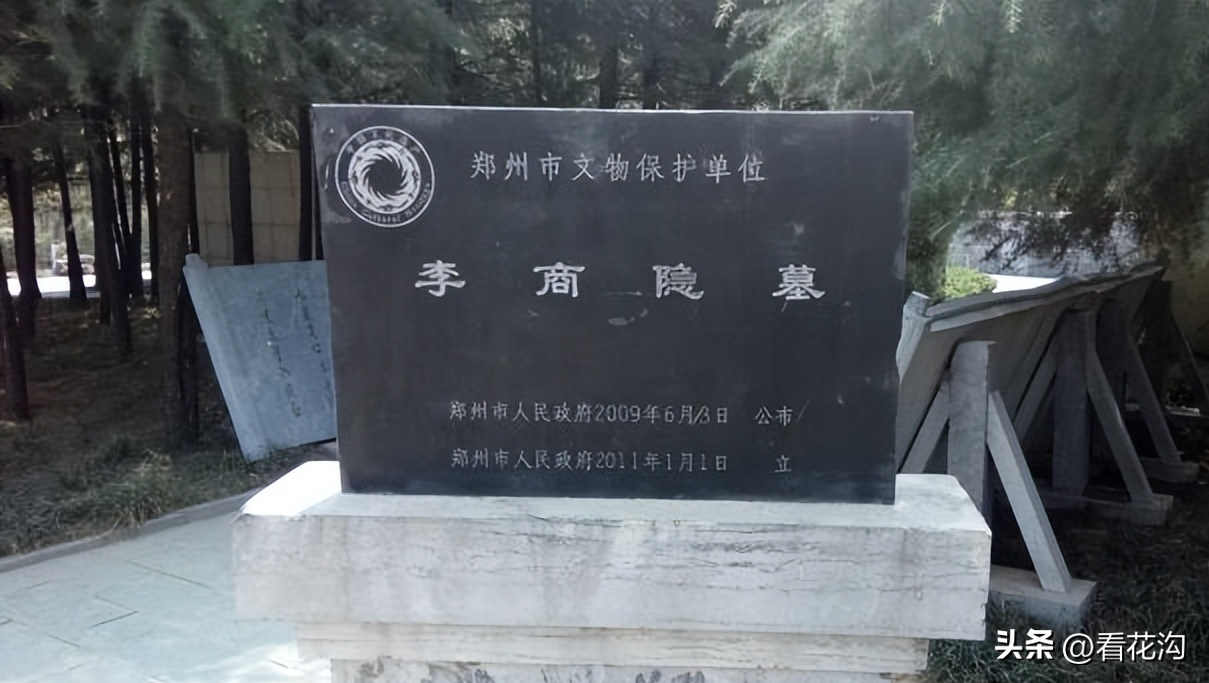 郑州市文物保护单位
李商隐墓
郑州市人民政府2009年6月3日 公布
郑州市人民政府2011年1月1日 立
头条 @看花沟